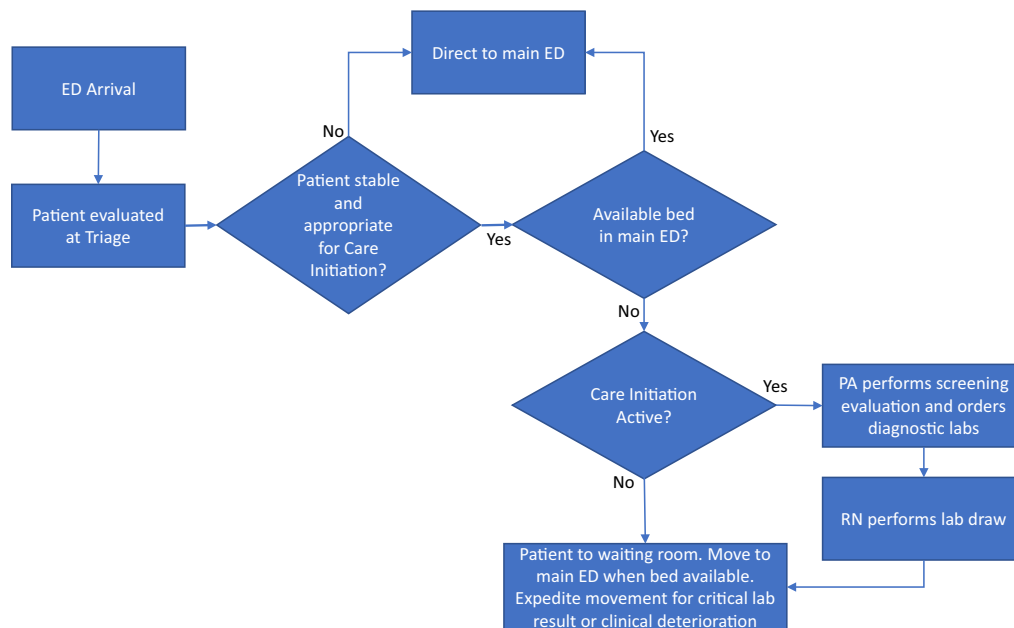 ED Arrival
Patient evaluated
at Triage
Patient stable
and
appropriate
for Care
Initiation?
No
Yes
Direct to main ED
Available bed
in main ED?
Yes
No
Care Initiation
Active?
Yes
No
PA performs screening
evaluation and orders
diagnostic labs
RN performs lab draw
Patient to waiting room. Move to
main ED when bed available.
Expedite movement for critical lab
result or clinical deterioration